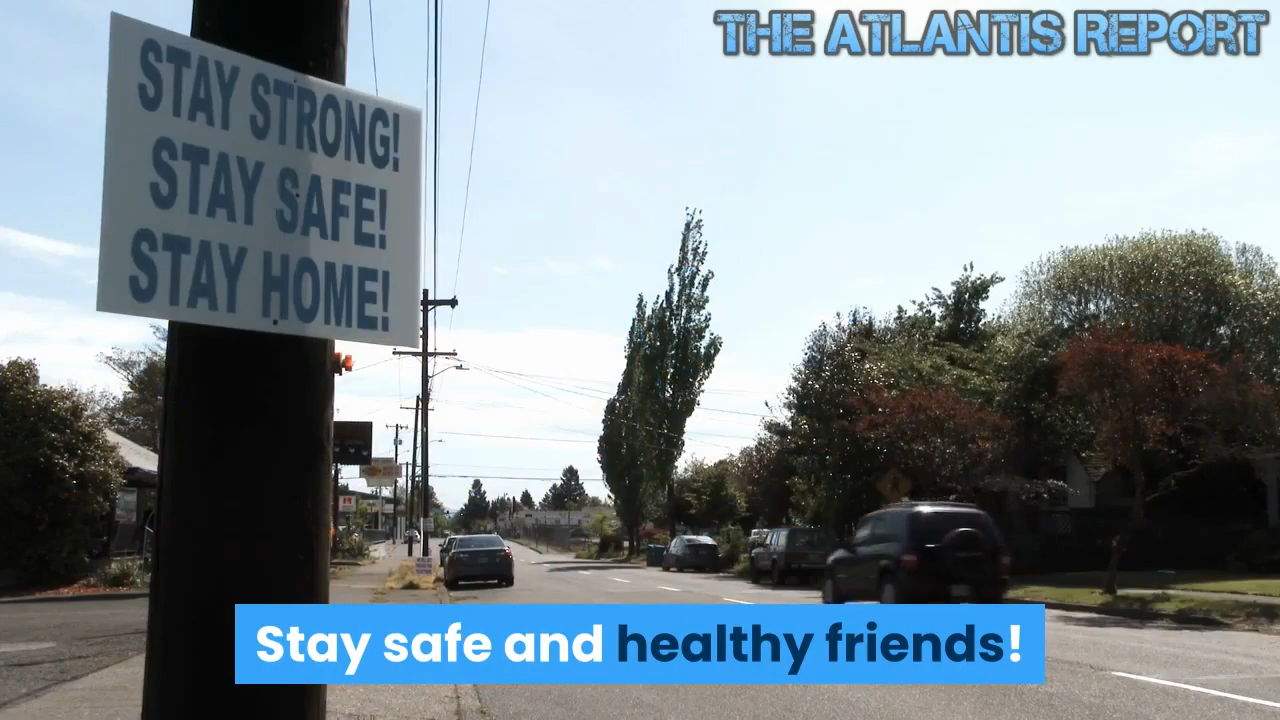 THE ATLANTIS REPORT
STAY STRONG!
STAY SAFE!
STAY HOME!
Stay safe and healthy friends!